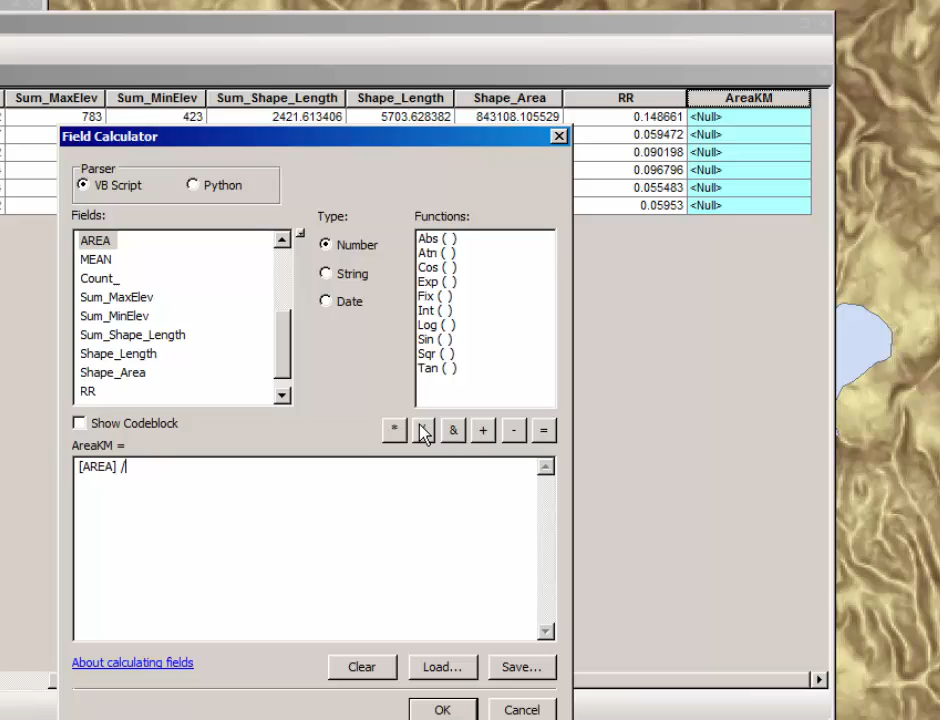 Sum_MaxElev Sum_MinElev Sum_Shape_Length Shape_Length Shape_Area RR AreaKM
783 423 2421.613406 5703.628382 843108.105529 0.148661 <Null>
0.059472 <Null>
0.090198 <Null>
0.096796 <Null>
0.055483 <Null>
0.05953 <Null>
Field Calculator
Parser
VB Script Python
Fields: Type: Functions:
AREA
MEAN
Count_
Sum_MaxElev
Sum_MinElev
Sum_Shape_Length
Shape_Length
Shape_Area
RR
Number
String
Date
Abs ( )
Atn ( )
Cos ( )
Exp ( )
Fix ( )
Int ( )
Log ( )
Sin ( )
Sqr ( )
Tan ( )
Show Codeblock
* & + - =
AreaKM =
[AREA] /
About calculating fields
Clear Load... Save...
OK Cancel